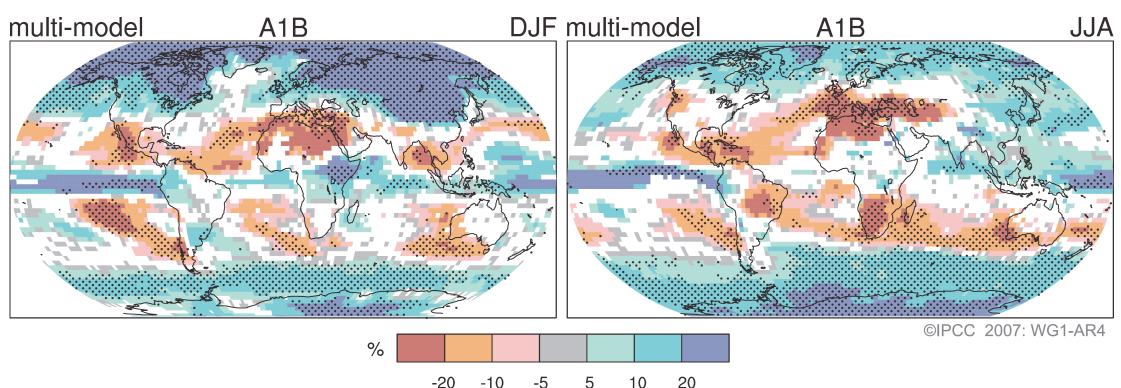 multi-model A1B DJF
multi-model A1B JJA
©IPCC 2007: WG1-AR4
%
-20 -10 -5 5 10 20